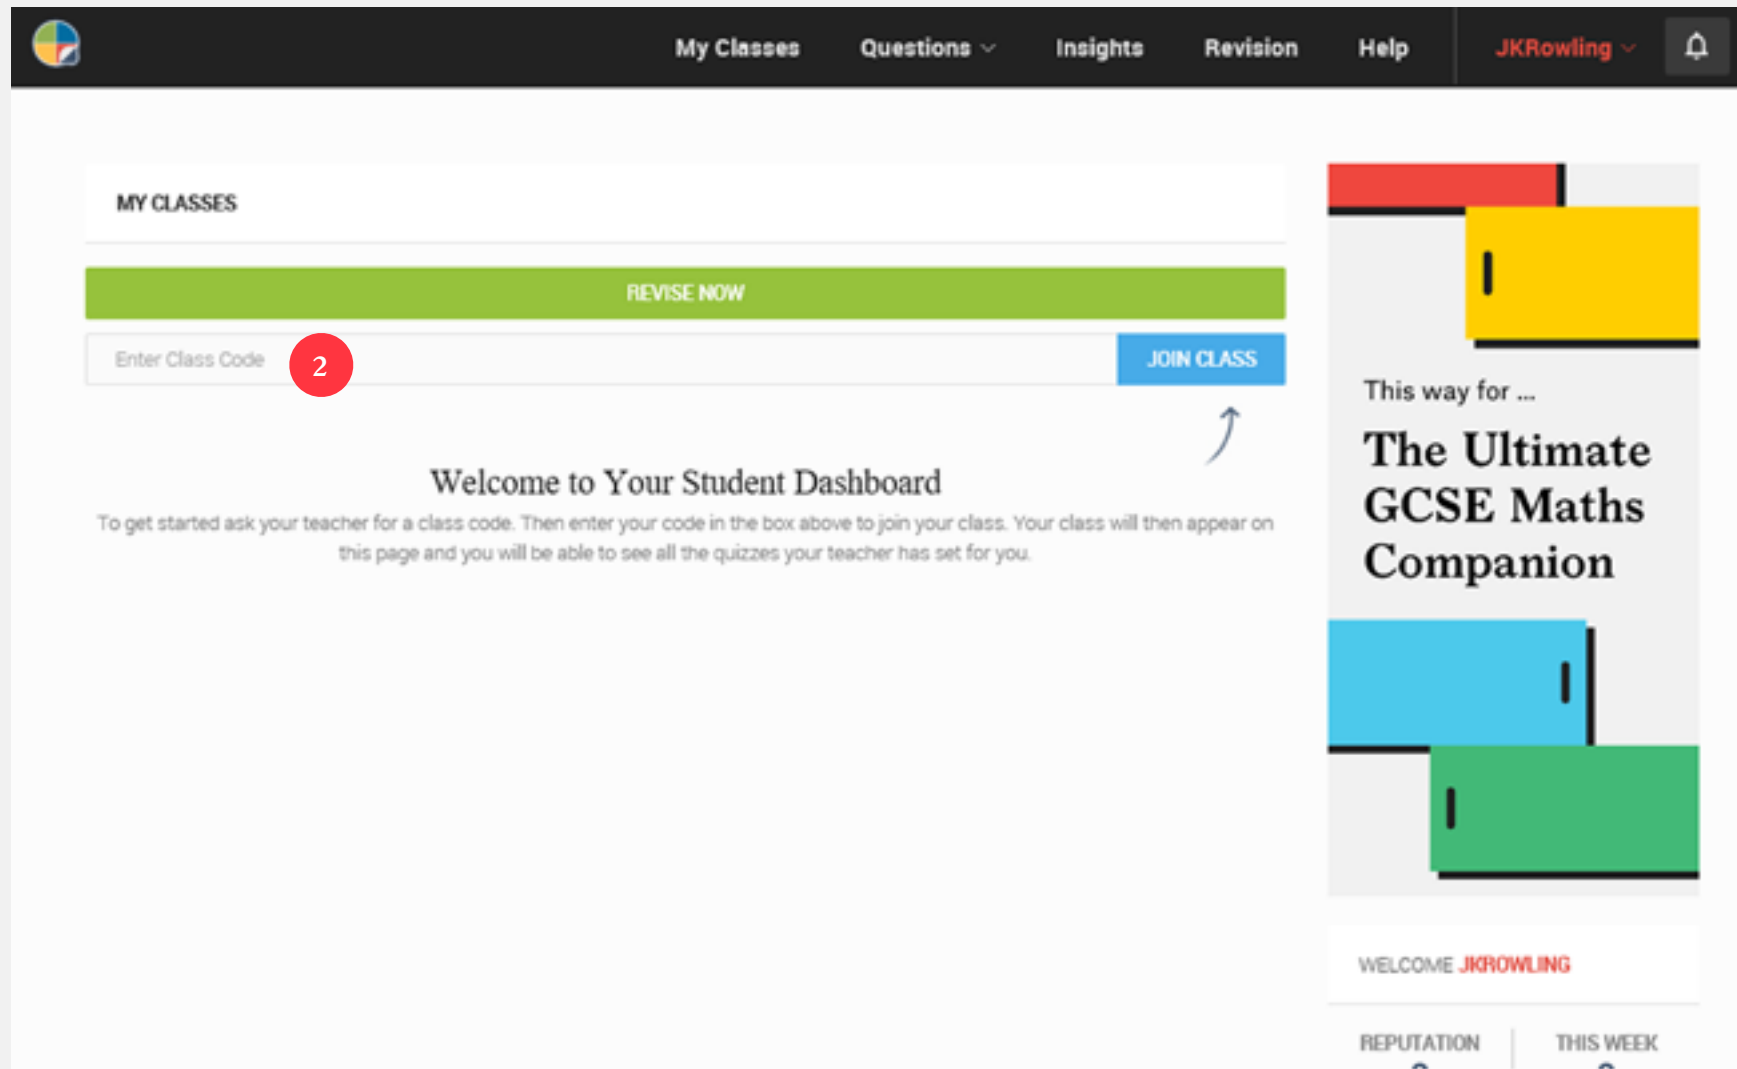 My Classes Questions Insights Revision Help JKRowling
MY CLASSES
REVISE NOW
Enter Class Code 2 JOIN CLASS
Welcome to Your Student Dashboard
To get started ask your teacher for a class code. Then enter your code in the box above to join your class. Your class will then appear on
this page and you will be able to see all the quizzes your teacher has set for you.
This way for ...
The Ultimate
GCSE Maths
Companion
WELCOME JKROWLING
REPUTATION THIS WEEK